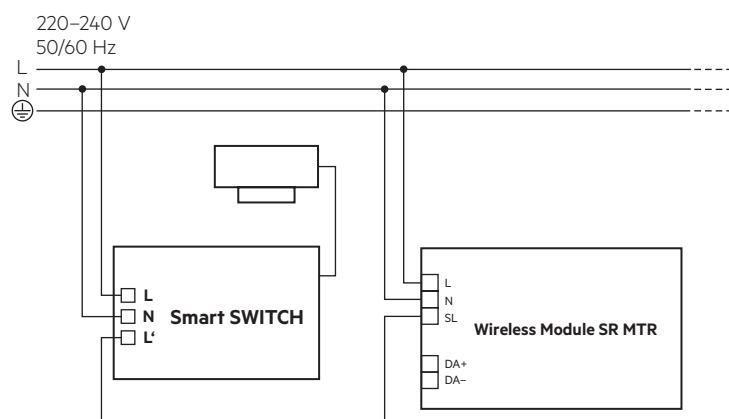 220–240 V
50/60 Hz
L
N
L
N
L‘
Smart SWITCH
L
N
SL
DA+
DA–
Wireless Module SR MTR